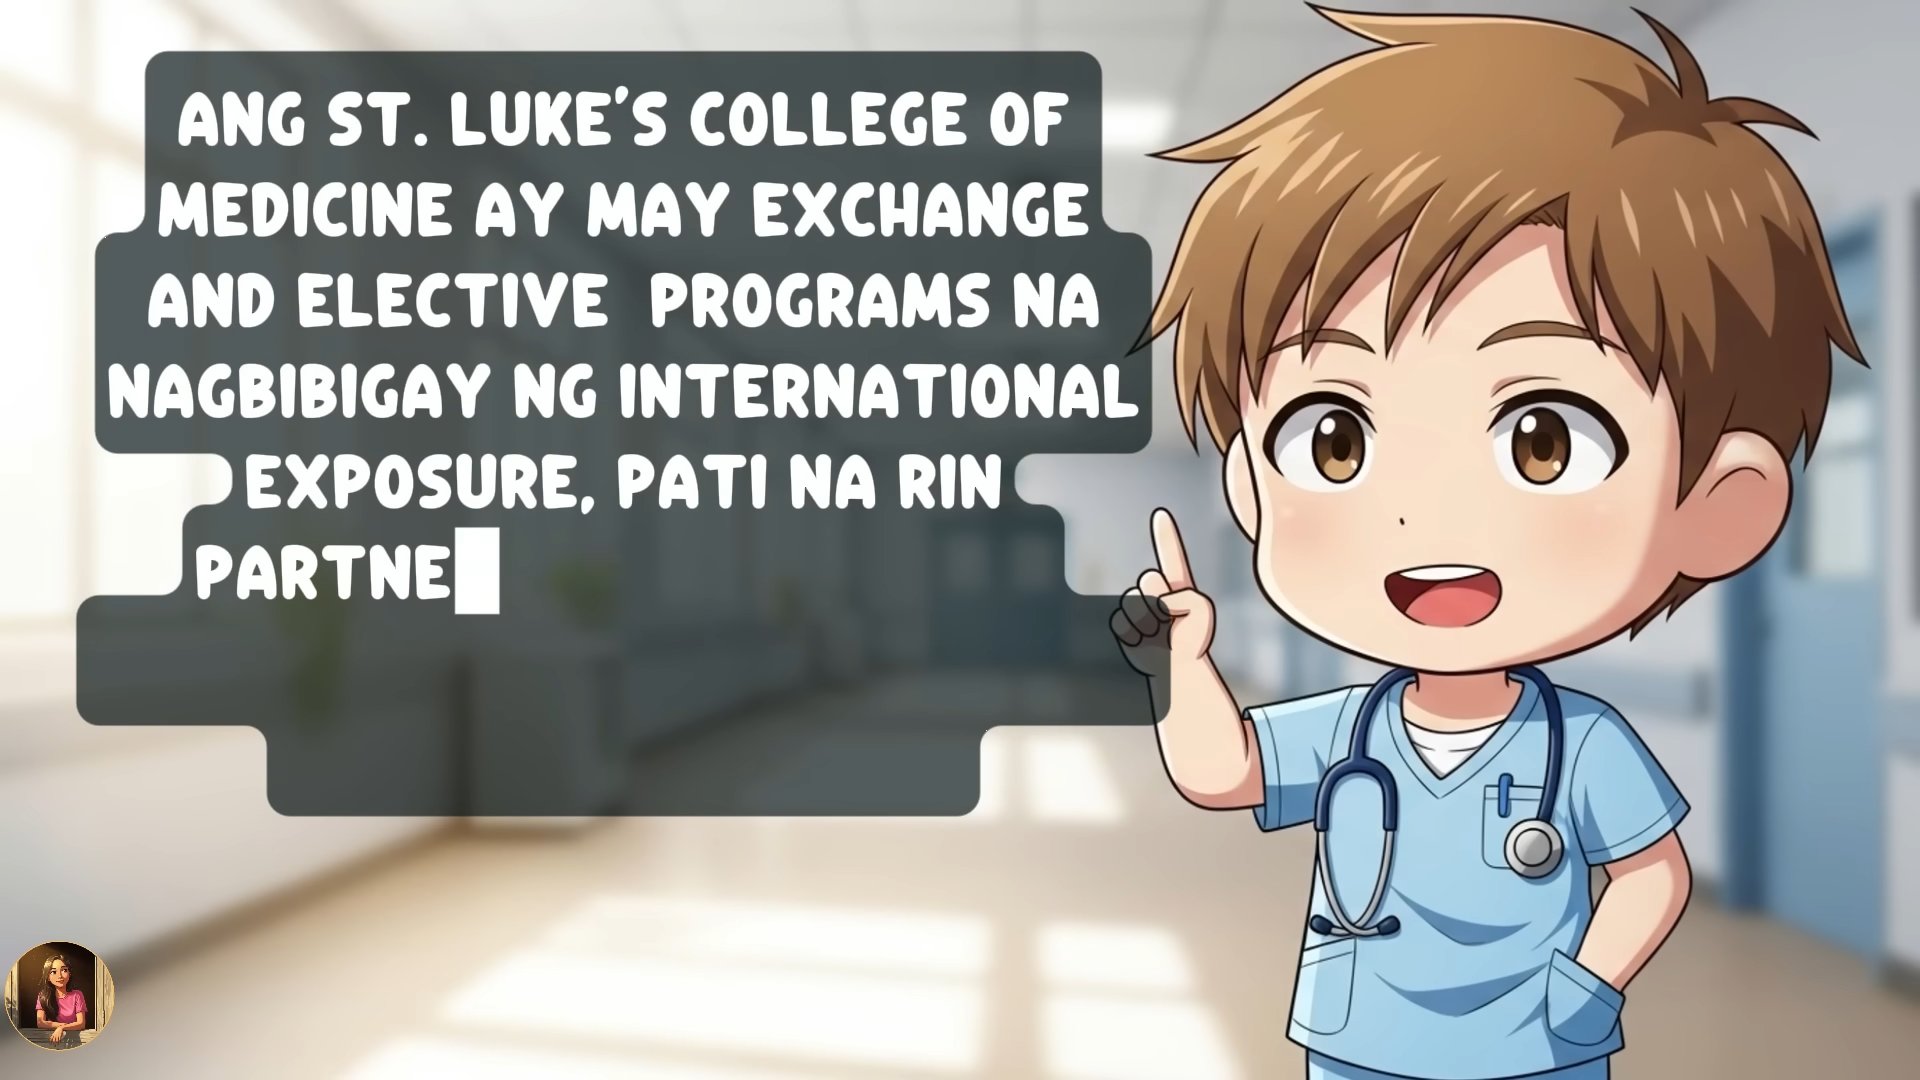 ANG ST. LUKE'S COLLEGE OF
MEDICINE AY MAY EXCHANGE
AND ELECTIVE PROGRAMS NA
NAGBIBIGAY NG INTERNATIONAL
EXPOSURE, PATI NA RIN
PARTNE